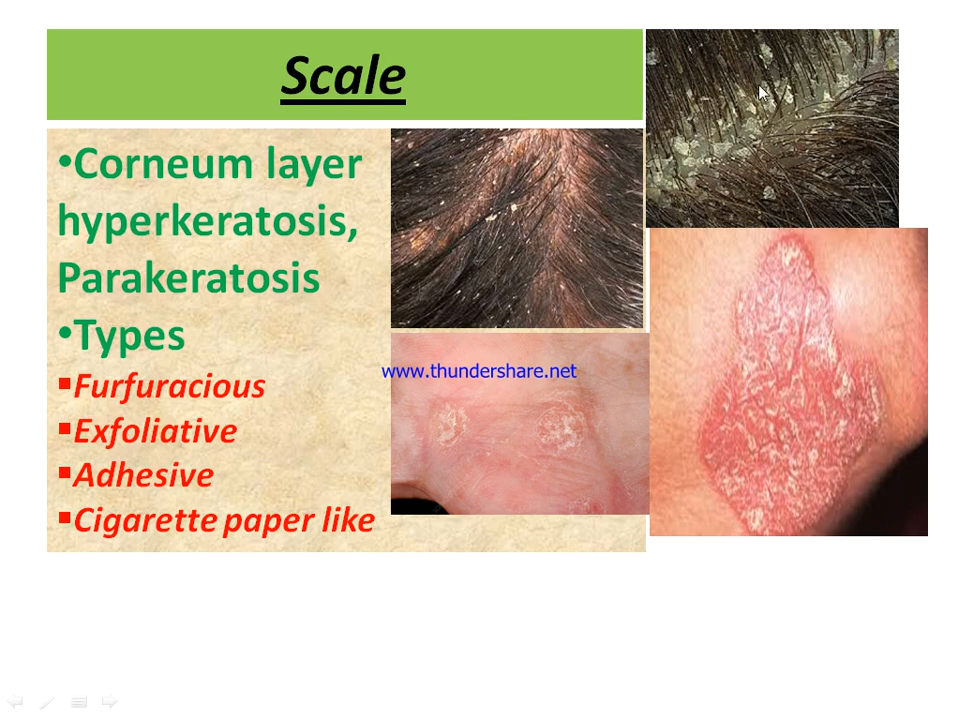 Scale
•Corneum layer
hyperkeratosis,
Parakeratosis
•Types
▪Furfuracious
▪Exfoliative
▪Adhesive
▪Cigarette paper like
www.thundershare.net